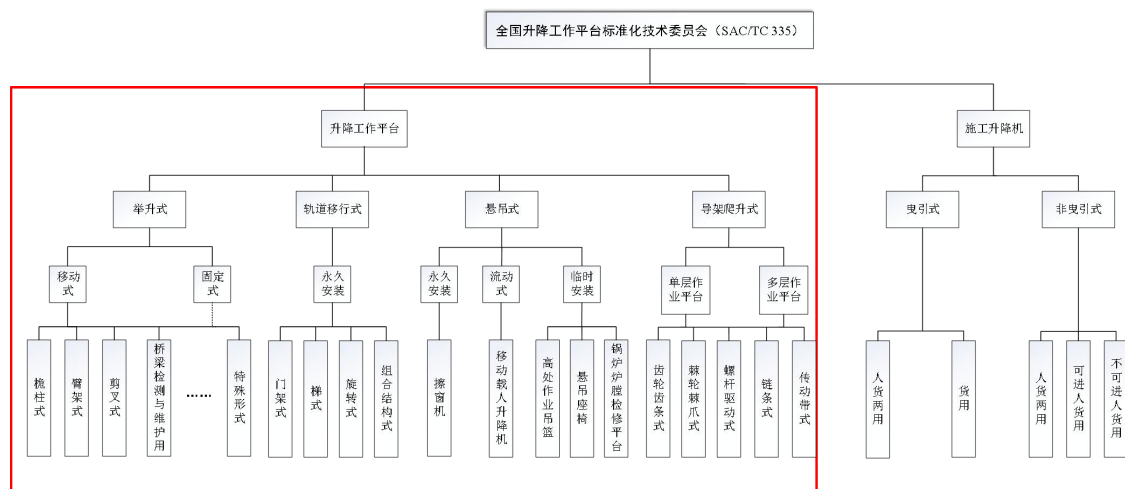 全国升降工作平台标准化技术委员会（SAC/TC 335）
升降工作平台
施工升降机
举升式
轨道移行式
悬吊式
导架爬升式
曳引式
非曳引式
移动
式
固定
式
永久
安装
永久
安装
流动
式
临时
安装
单层作
业平台
多层作
业平台
桅柱式
臂架式
剪叉式
桥梁检测与维护用
……
特殊形式
门架式
梯式
旋转式
组合结构式
擦窗机
移动载人升降机
高处作业吊篮
悬吊座椅
锅炉炉膛检修平台
齿轮齿条式
棘轮棘爪式
螺杆驱动式
链条式
传动带式
人货两用
货用
人货两用
可进人货用
不可进人货用